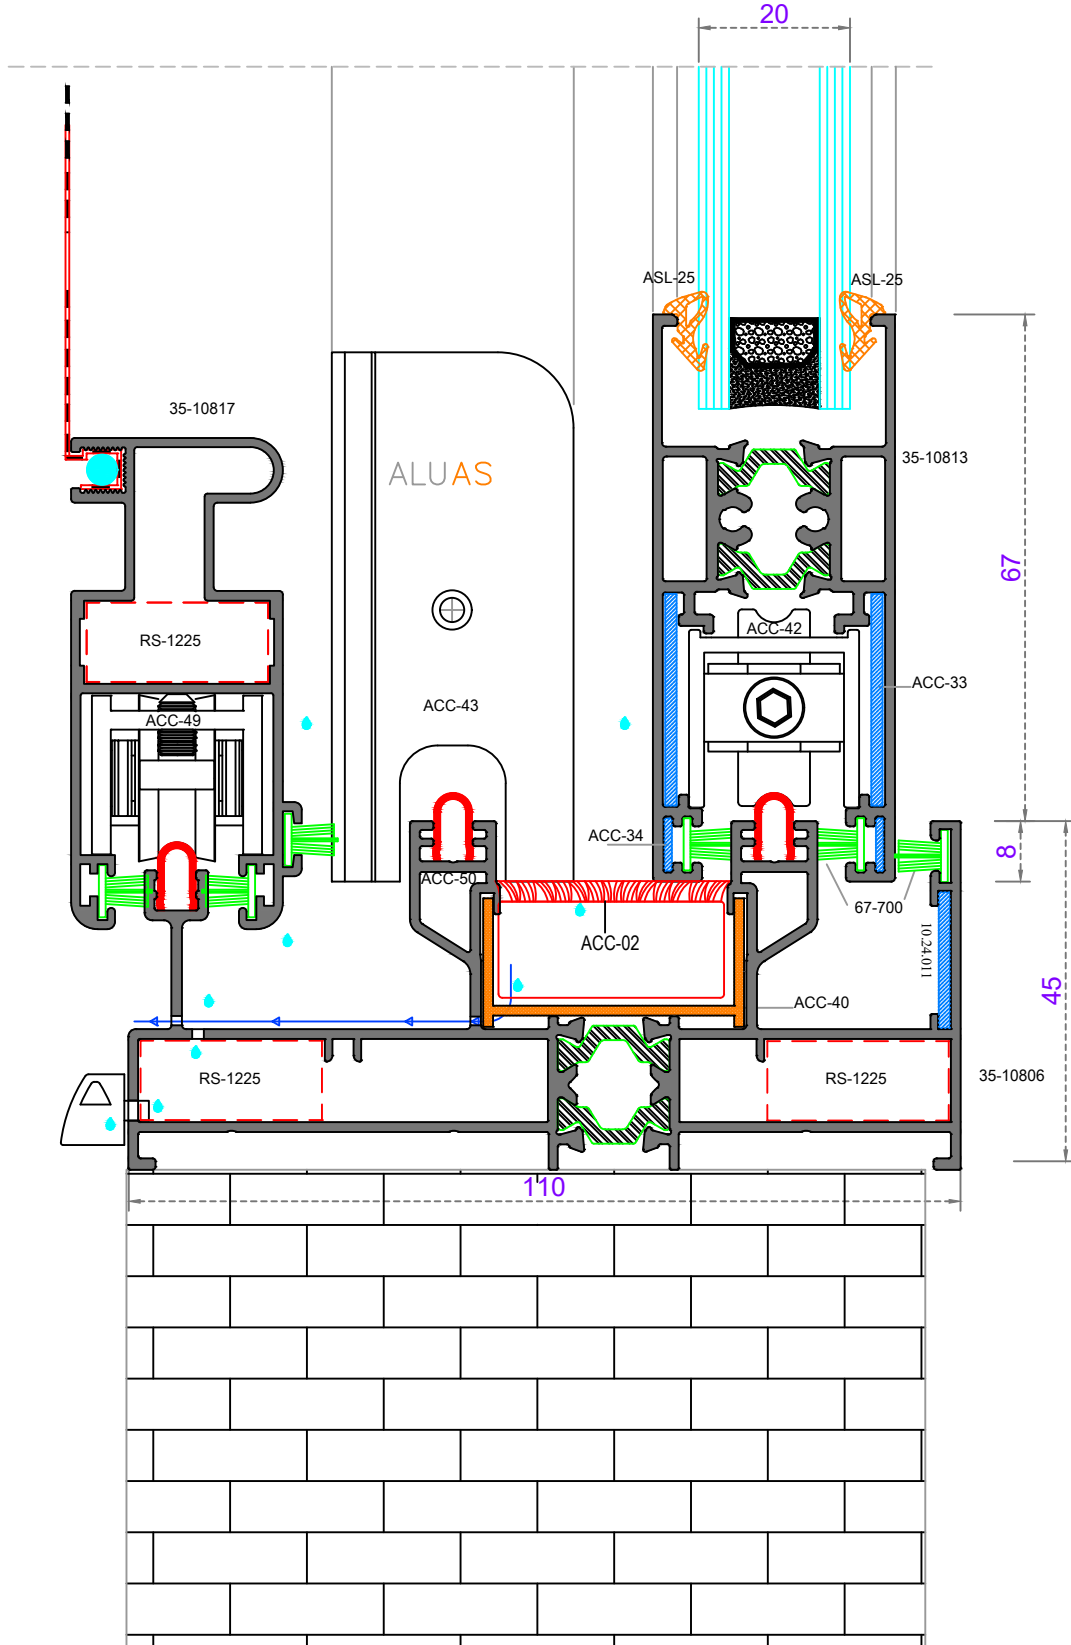 20
ASL-25
ASL-25
35-10817
35-10813
ALUAS
67
RS-1225
ACC-42
ACC-33
ACC-43
ACC-49
ACC-34
8
ACC-50
67-700
ACC-02
10.24.011
ACC-40
45
RS-1225
RS-1225
35-10806
110